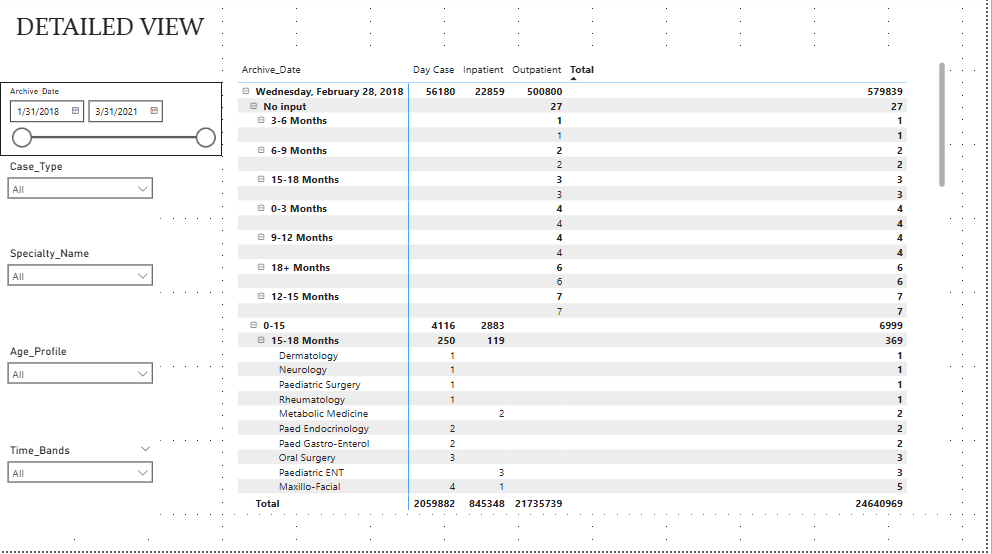 DETAILED VIEW
Archive_Date
1/31/2018 3/31/2021
Case_Type
All
Specialty_Name
All
Age_Profile
All
Time_Bands
All
Archive_Date Day Case Inpatient Outpatient Total
Wednesday, February 28, 2018 56180 22859 500800 579839
No input 27 27
3-6 Months 1 1
1 1
6-9 Months 2 2
2 2
15-18 Months 3 3
3 3
0-3 Months 4 4
4 4
9-12 Months 4 4
4 4
18+ Months 6 6
6 6
12-15 Months 7 7
7 7
0-15 4116 2883 6999
15-18 Months 250 119 369
Dermatology 1 1
Neurology 1 1
Paediatric Surgery 1 1
Rheumatology 1 1
Metabolic Medicine 2 2
Paed Endocrinology 2 2
Paed Gastro-Enterol 2 2
Oral Surgery 3 3
Paediatric ENT 3 3
Maxillo-Facial 4 1 5
Total 2059882 845348 21735739 24640969